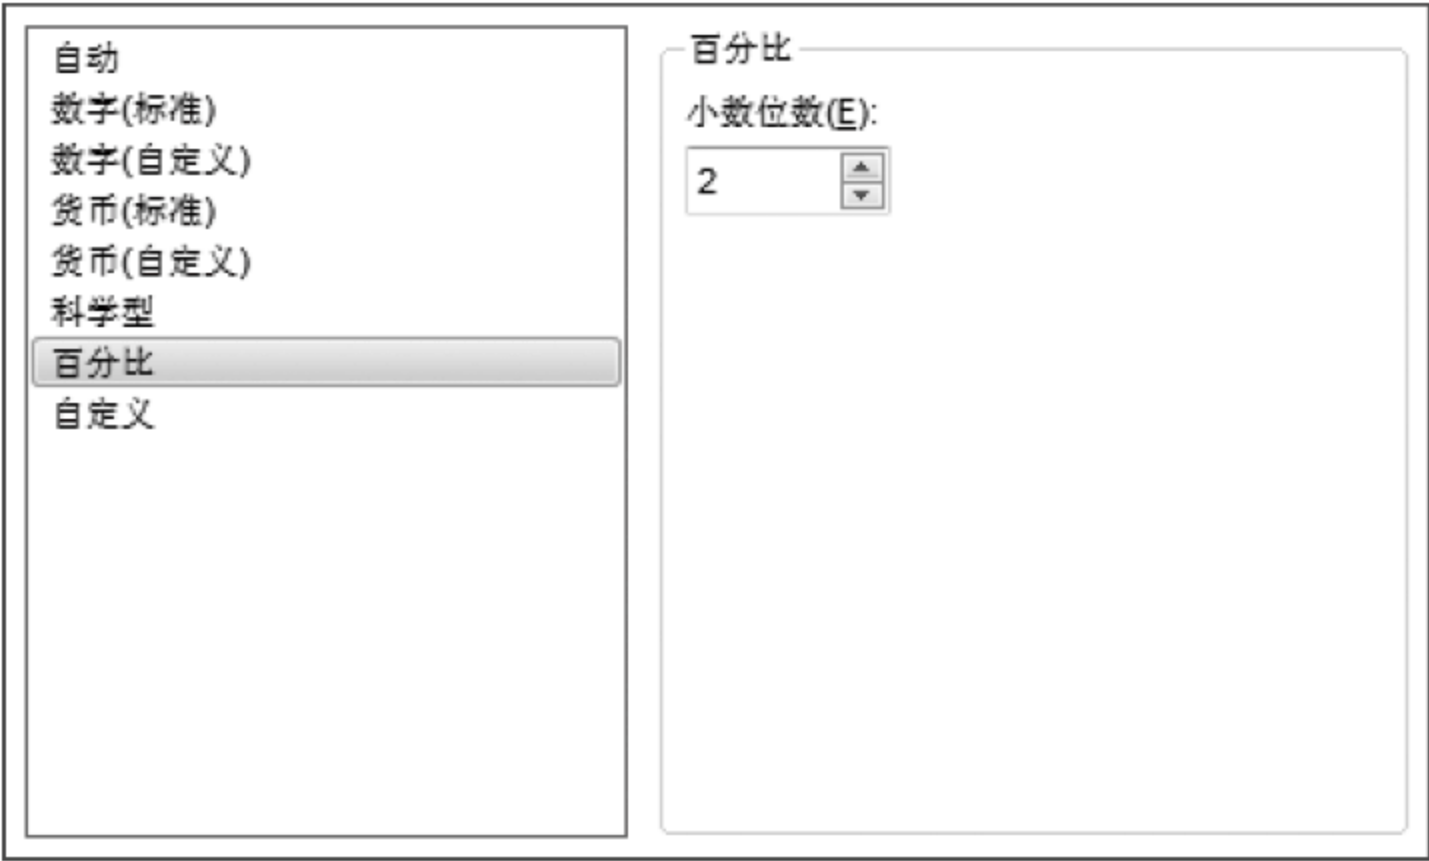 自动
数字(标准)
数字(自定义)
货币(标准)
货币(自定义)
科学型
百分比
自定义
百分比
小数位数(E):
2